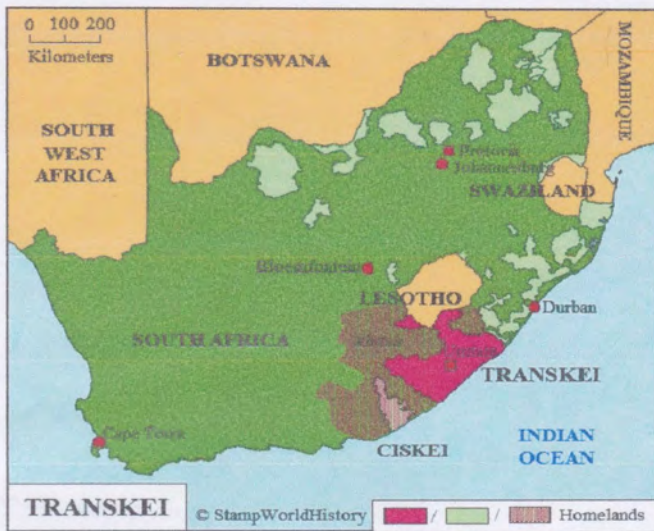 0 100 200
Kilometers
BOTSWANA
MOZAMBIQUE
SOUTH
WEST
AFRICA
Pretoria
Johannesburg
SWAZILAND
Bloemfontein
LESOTHO
Durban
SOUTH AFRICA
TRANSKEI
Cape Town
CISKEI
INDIAN
OCEAN
TRANSKEI
© StampWorldHistory
/ / Homelands